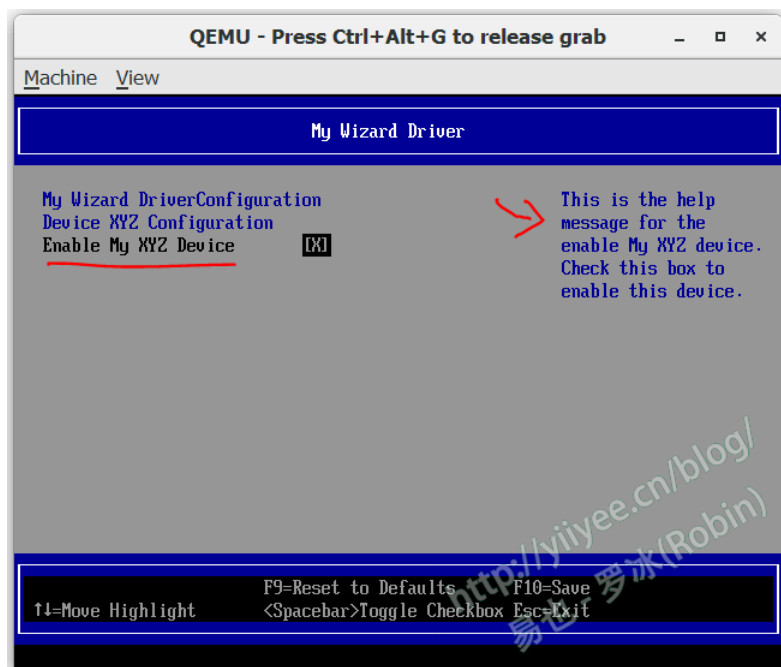 QEMU - Press Ctrl+Alt+G to release grab
Machine View
My Wizard Driver
My Wizard DriverConfiguration
Device XYZ Configuration
Enable My XYZ Device [X]
This is the help
message for the
enable My XYZ device.
Check this box to
enable this device.
F9=Reset to Defaults F10=Save
↑↓=Move Highlight <Spacebar>Toggle Checkbox Esc=Exit
http://yiiyee.cn/blog/
易也-罗冰(Robin)